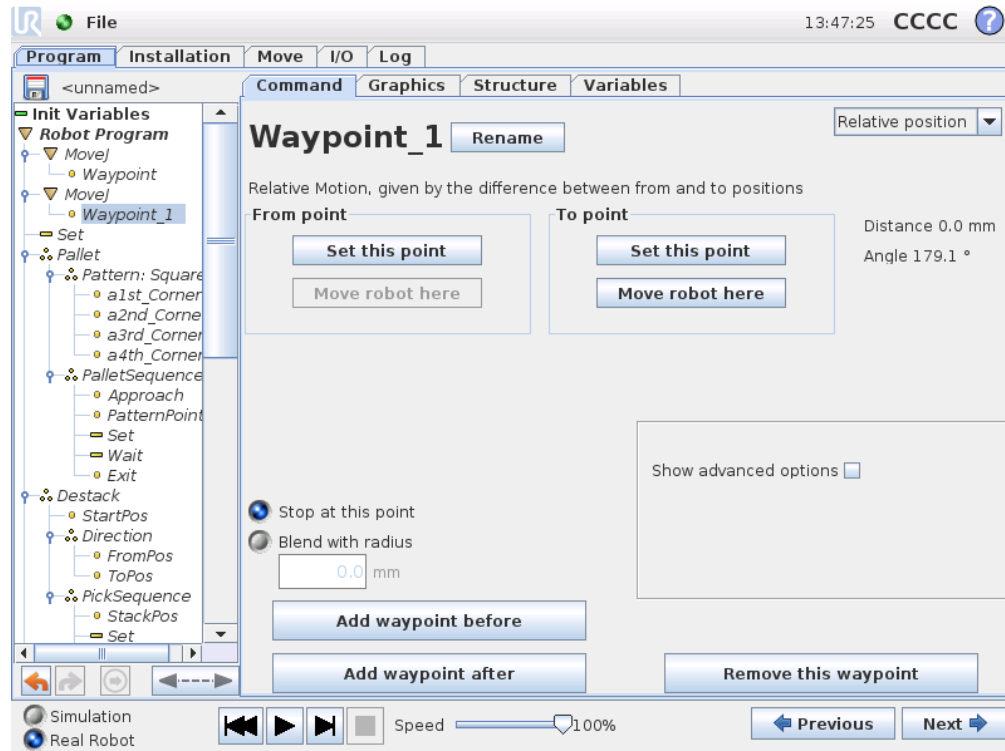 UR File 13:47:25 CCCC ?
Program Installation Move I/O Log
<unnamed>
Command Graphics Structure Variables
Init Variables
Robot Program
MoveJ
Waypoint
MoveJ
Waypoint_1
Set
Pallet
Pattern: Square
a1st_Corner
a2nd_Corne
a3rd_Corner
a4th_Corner
PalletSequence
Approach
PatternPoint
Set
Wait
Exit
Destack
StartPos
Direction
FromPos
ToPos
PickSequence
StackPos
Set
Waypoint_1 Rename Relative position
Relative Motion, given by the difference between from and to positions
From point
Set this point
Move robot here
To point
Set this point
Move robot here
Distance 0.0 mm
Angle 179.1 °
Show advanced options
Stop at this point
Blend with radius
0.0 mm
Add waypoint before
Add waypoint after Remove this waypoint
Simulation
Real Robot
Speed 100% Previous Next